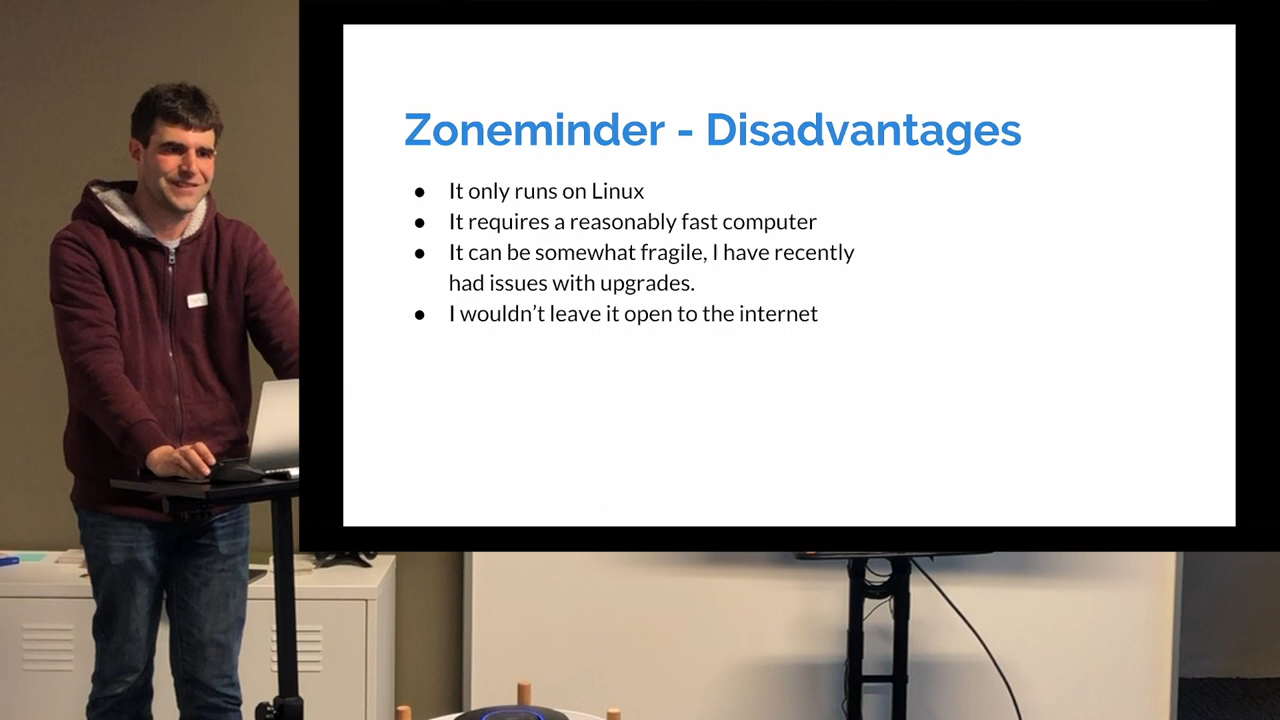 Zoneminder - Disadvantages
● It only runs on Linux
● It requires a reasonably fast computer
● It can be somewhat fragile, I have recently
had issues with upgrades.
● I wouldn’t leave it open to the internet